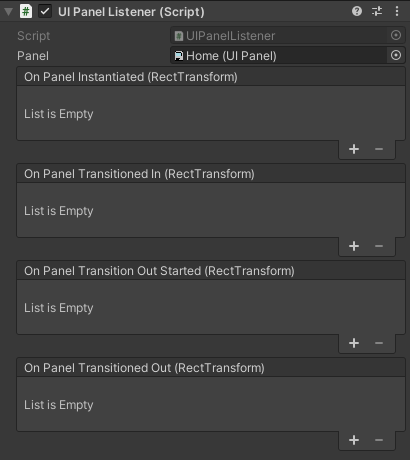 UI Panel Listener (Script)
Script UIPanelListener
Panel Home (UI Panel)
On Panel Instantiated (RectTransform)
List is Empty
+ −
On Panel Transitioned In (RectTransform)
List is Empty
+ −
On Panel Transition Out Started (RectTransform)
List is Empty
+ −
On Panel Transitioned Out (RectTransform)
List is Empty
+ −